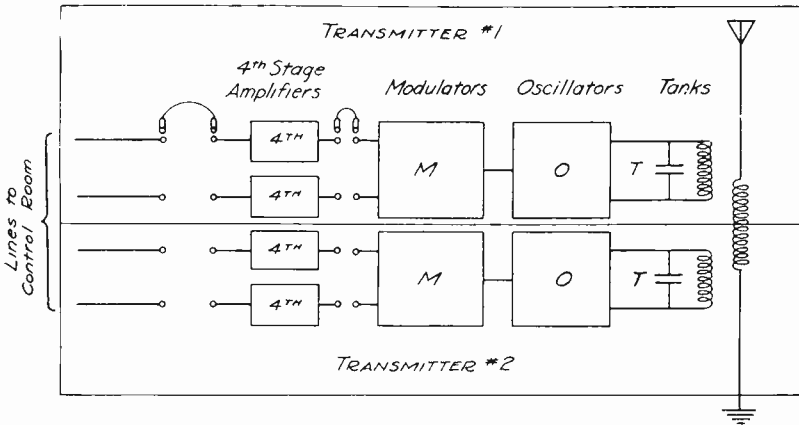 TRANSMITTER #1
4th Stage
Amplifiers
Modulators
Oscillators
Tanks
Lines to
Control Room
4TH
M
O
T
4TH
4TH
M
O
T
4TH
TRANSMITTER #2